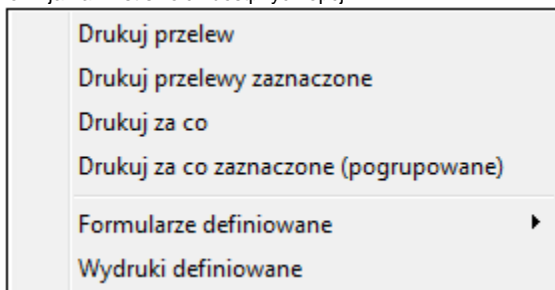 Drukuj przelew
Drukuj przelewy zaznaczone
Drukuj za co
Drukuj za co zaznaczone (pogrupowane)
Formularze definiowane
Wydruki definiowane